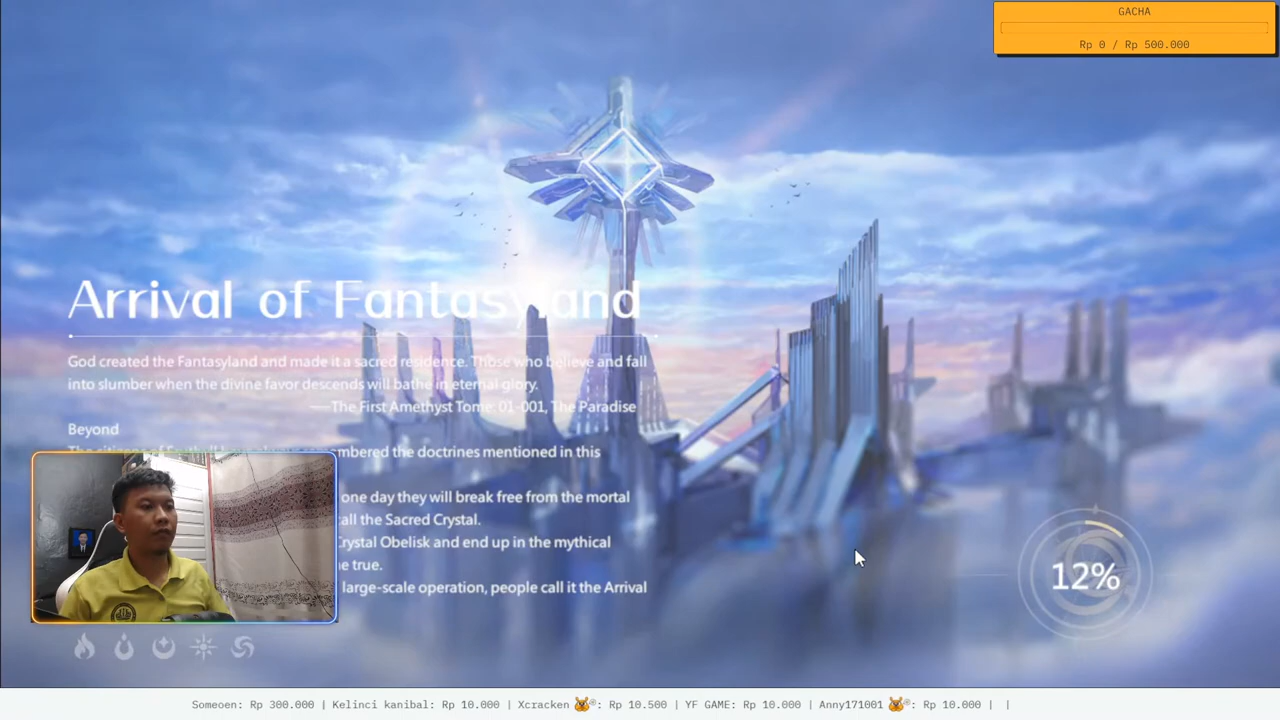 GACHA
Rp 0 / Rp 500.000
Arrival of Fantasyland
God created the Fantasyland and made it a sacred residence. Those who believe and fall
into slumber when the divine favor descends will bathe in eternal glory.
——The First Amethyst Tome: 01-001, The Paradise
Beyond
mbered the doctrines mentioned in this
one day they will break free from the mortal
call the Sacred Crystal.
Crystal Obelisk and end up in the mythical
true.
large-scale operation, people call it the Arrival
12%
Someoen: Rp 300.000 | Kelinci kanibal: Rp 10.000 | Xcracken : Rp 10.500 | YF GAME: Rp 10.000 | Anny171001 : Rp 10.000 | |